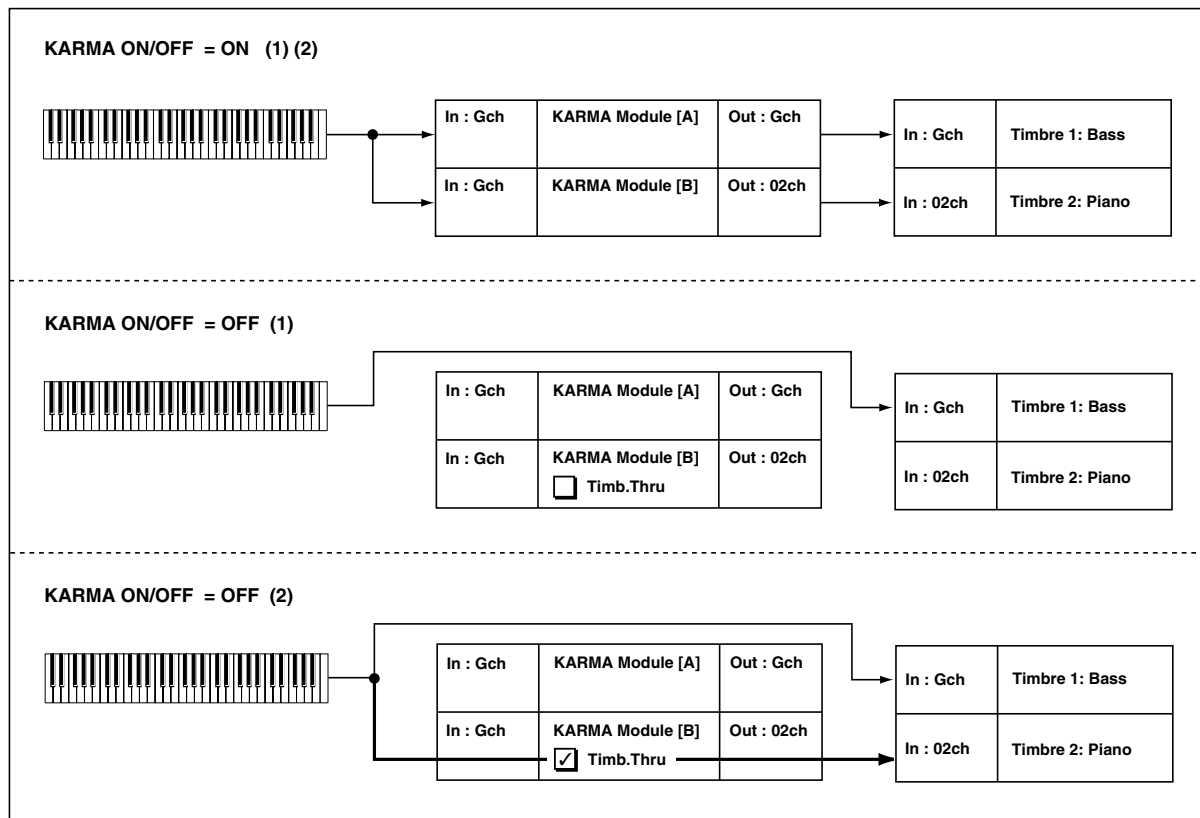 KARMA ON/OFF = ON (1) (2)
In : Gch KARMA Module [A] Out : Gch
In : Gch Timbre 1: Bass
In : Gch KARMA Module [B] Out : 02ch
In : 02ch Timbre 2: Piano
KARMA ON/OFF = OFF (1)
In : Gch KARMA Module [A] Out : Gch
In : Gch Timbre 1: Bass
In : Gch KARMA Module [B] Out : 02ch
Timb.Thru
In : 02ch Timbre 2: Piano
KARMA ON/OFF = OFF (2)
In : Gch KARMA Module [A] Out : Gch
In : Gch Timbre 1: Bass
In : Gch KARMA Module [B] Out : 02ch
✓ Timb.Thru
In : 02ch Timbre 2: Piano